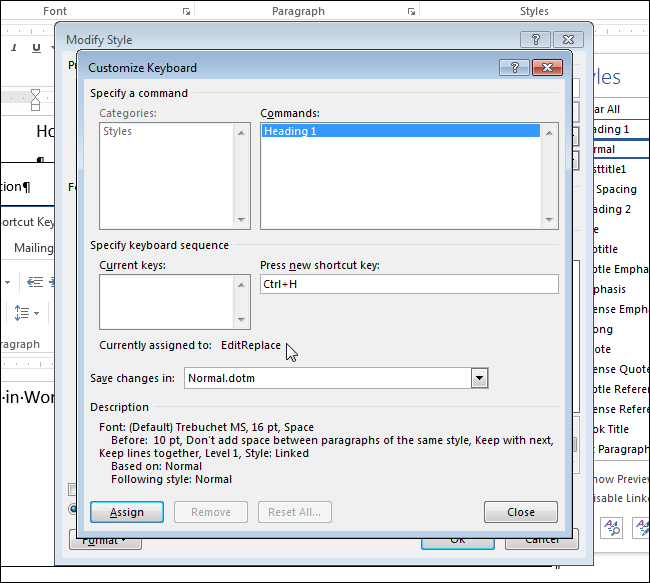 Font
Paragraph
Styles
Modify Style
Customize Keyboard
Specify a command
Categories:
Commands:
Styles
Heading 1
Specify keyboard sequence
Current keys:
Press new shortcut key:
Ctrl+H
Currently assigned to: EditReplace
Save changes in:
Normal.dotm
Description
Font: (Default) Trebuchet MS, 16 pt, Space
Before: 10 pt, Don't add space between paragraphs of the same style, Keep with next,
Keep lines together, Level 1, Style: Linked
Based on: Normal
Following style: Normal
Assign
Remove
Reset All...
Close
Format
OK
Cancel
I
U
Ho
tion¶
ortcut Key
Mailing
ragraph
·in·Wor
yles
ar All
ading 1
rmal
sttitle1
Spacing
ding 2
le
otitle
otle Empha
phasis
ense Empha
ong
ote
ense Quote
otle Refere
ense Refere
ok Title
t Paragraph
how Preview
isable Linke